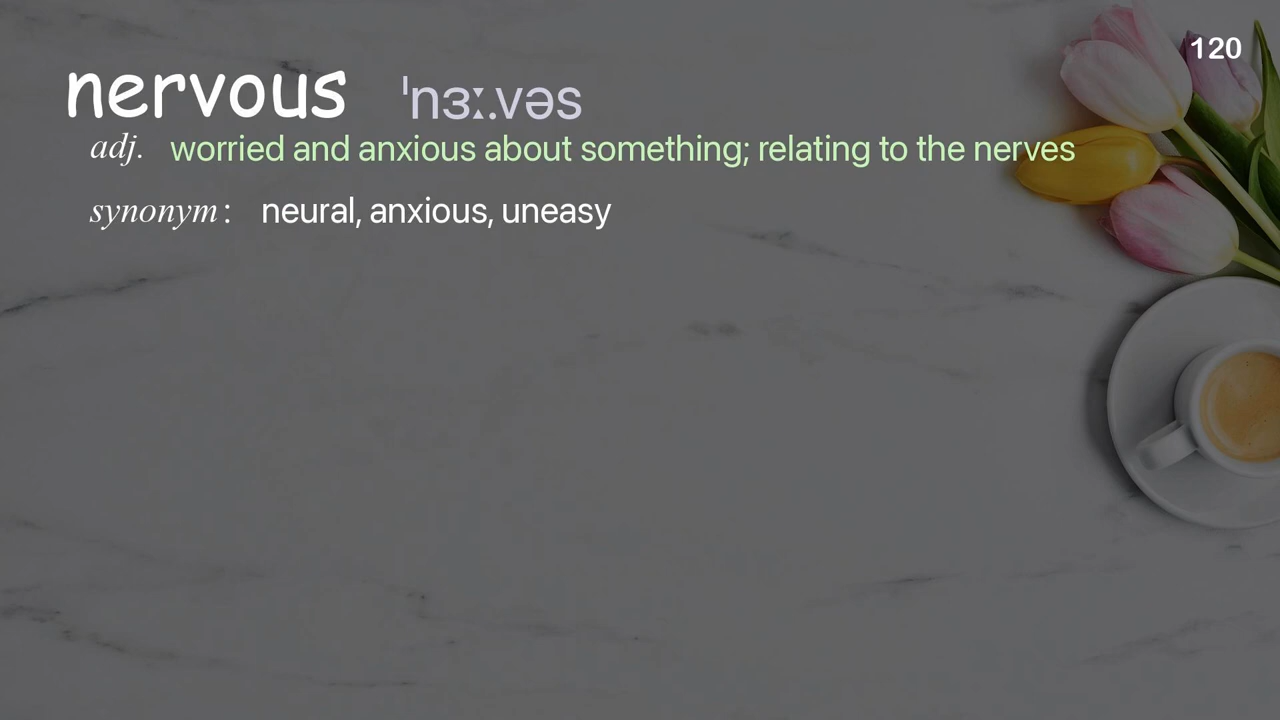 120
nervous ˈnɜː.vəs
adj. worried and anxious about something; relating to the nerves
synonym: neural, anxious, uneasy